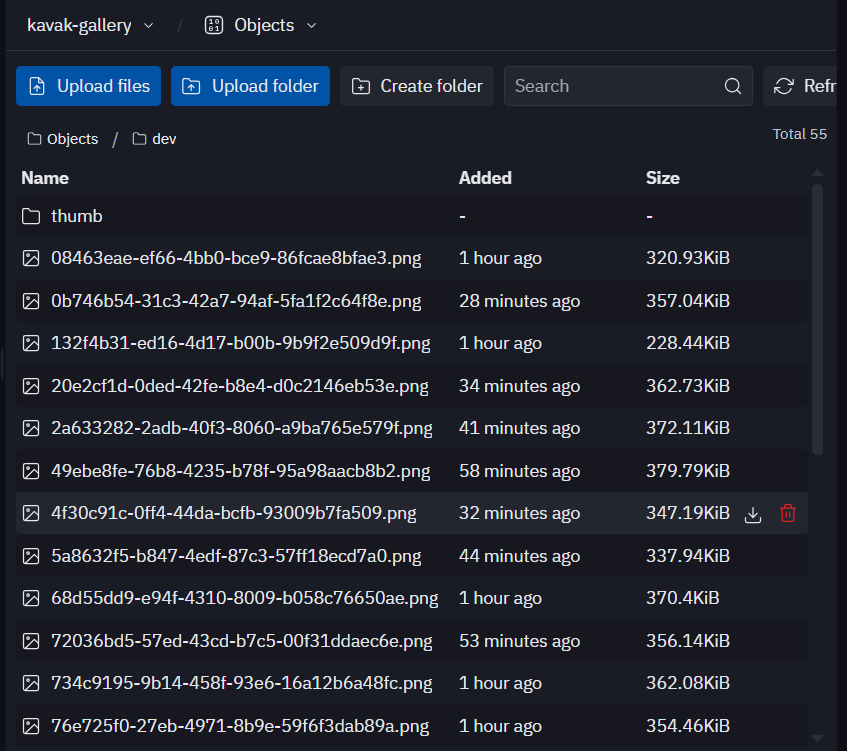 kavak-gallery / Objects
Upload files Upload folder Create folder Search Refr
Objects / dev Total 55
Name Added Size
thumb - -
08463eae-ef66-4bb0-bce9-86fcae8bfae3.png 1 hour ago 320.93KiB
0b746b54-31c3-42a7-94af-5fa1f2c64f8e.png 28 minutes ago 357.04KiB
132f4b31-ed16-4d17-b00b-9b9f2e509d9f.png 1 hour ago 228.44KiB
20e2cf1d-0ded-42fe-b8e4-d0c2146eb53e.png 34 minutes ago 362.73KiB
2a633282-2adb-40f3-8060-a9ba765e579f.png 41 minutes ago 372.11KiB
49ebe8fe-76b8-4235-b78f-95a98aacb8b2.png 58 minutes ago 379.79KiB
4f30c91c-0ff4-44da-bcfb-93009b7fa509.png 32 minutes ago 347.19KiB
5a8632f5-b847-4edf-87c3-57ff18ecd7a0.png 44 minutes ago 337.94KiB
68d55dd9-e94f-4310-8009-b058c76650ae.png 1 hour ago 370.4KiB
72036bd5-57ed-43cd-b7c5-00f31ddaec6e.png 53 minutes ago 356.14KiB
734c9195-9b14-458f-93e6-16a12b6a48fc.png 1 hour ago 362.08KiB
76e725f0-27eb-4971-8b9e-59f6f3dab89a.png 1 hour ago 354.46KiB